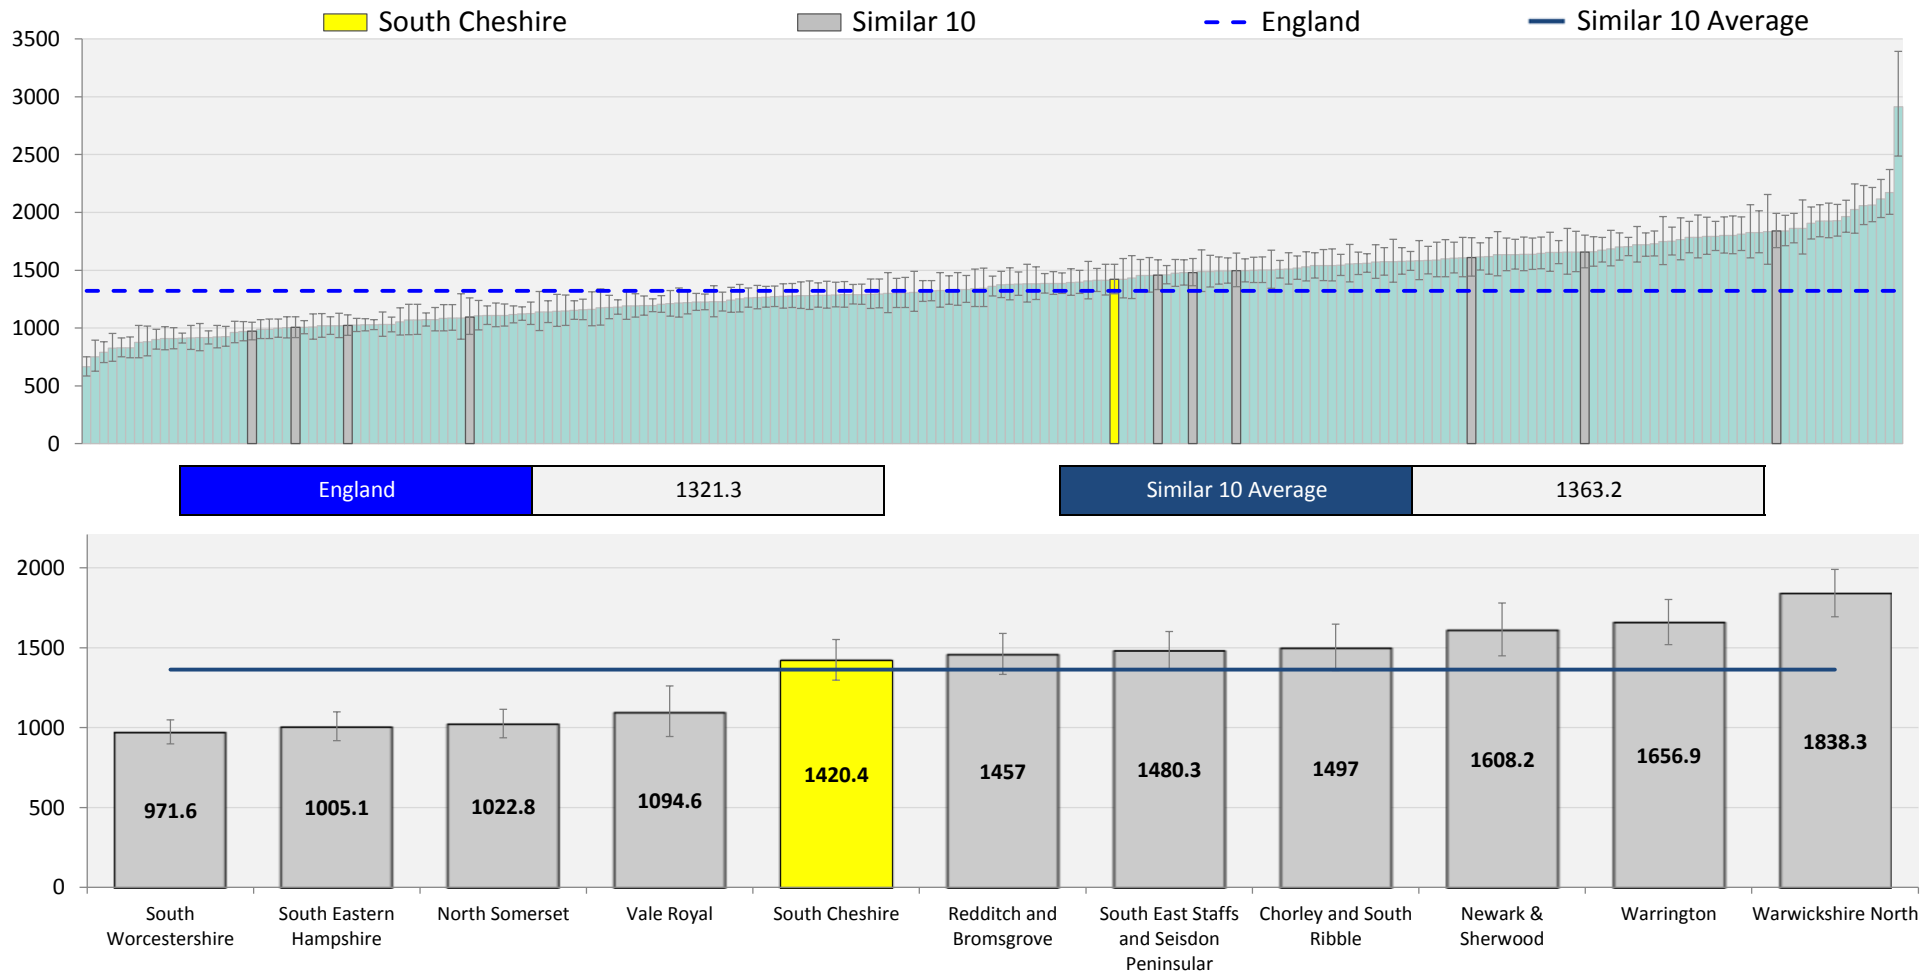 South Cheshire Similar 10 England Similar 10 Average
3500
3000
2500
2000
1500
1000
500
0
England 1321.3 Similar 10 Average 1363.2
2000
1500
1000
500
0
971.6 1005.1 1022.8 1094.6 1420.4 1457 1480.3 1497 1608.2 1656.9 1838.3
South
Worcestershire
South Eastern
Hampshire
North Somerset
Vale Royal
South Cheshire
Redditch and
Bromsgrove
South East Staffs
and Seisdon
Peninsular
Chorley and South
Ribble
Newark &
Sherwood
Warrington
Warwickshire North